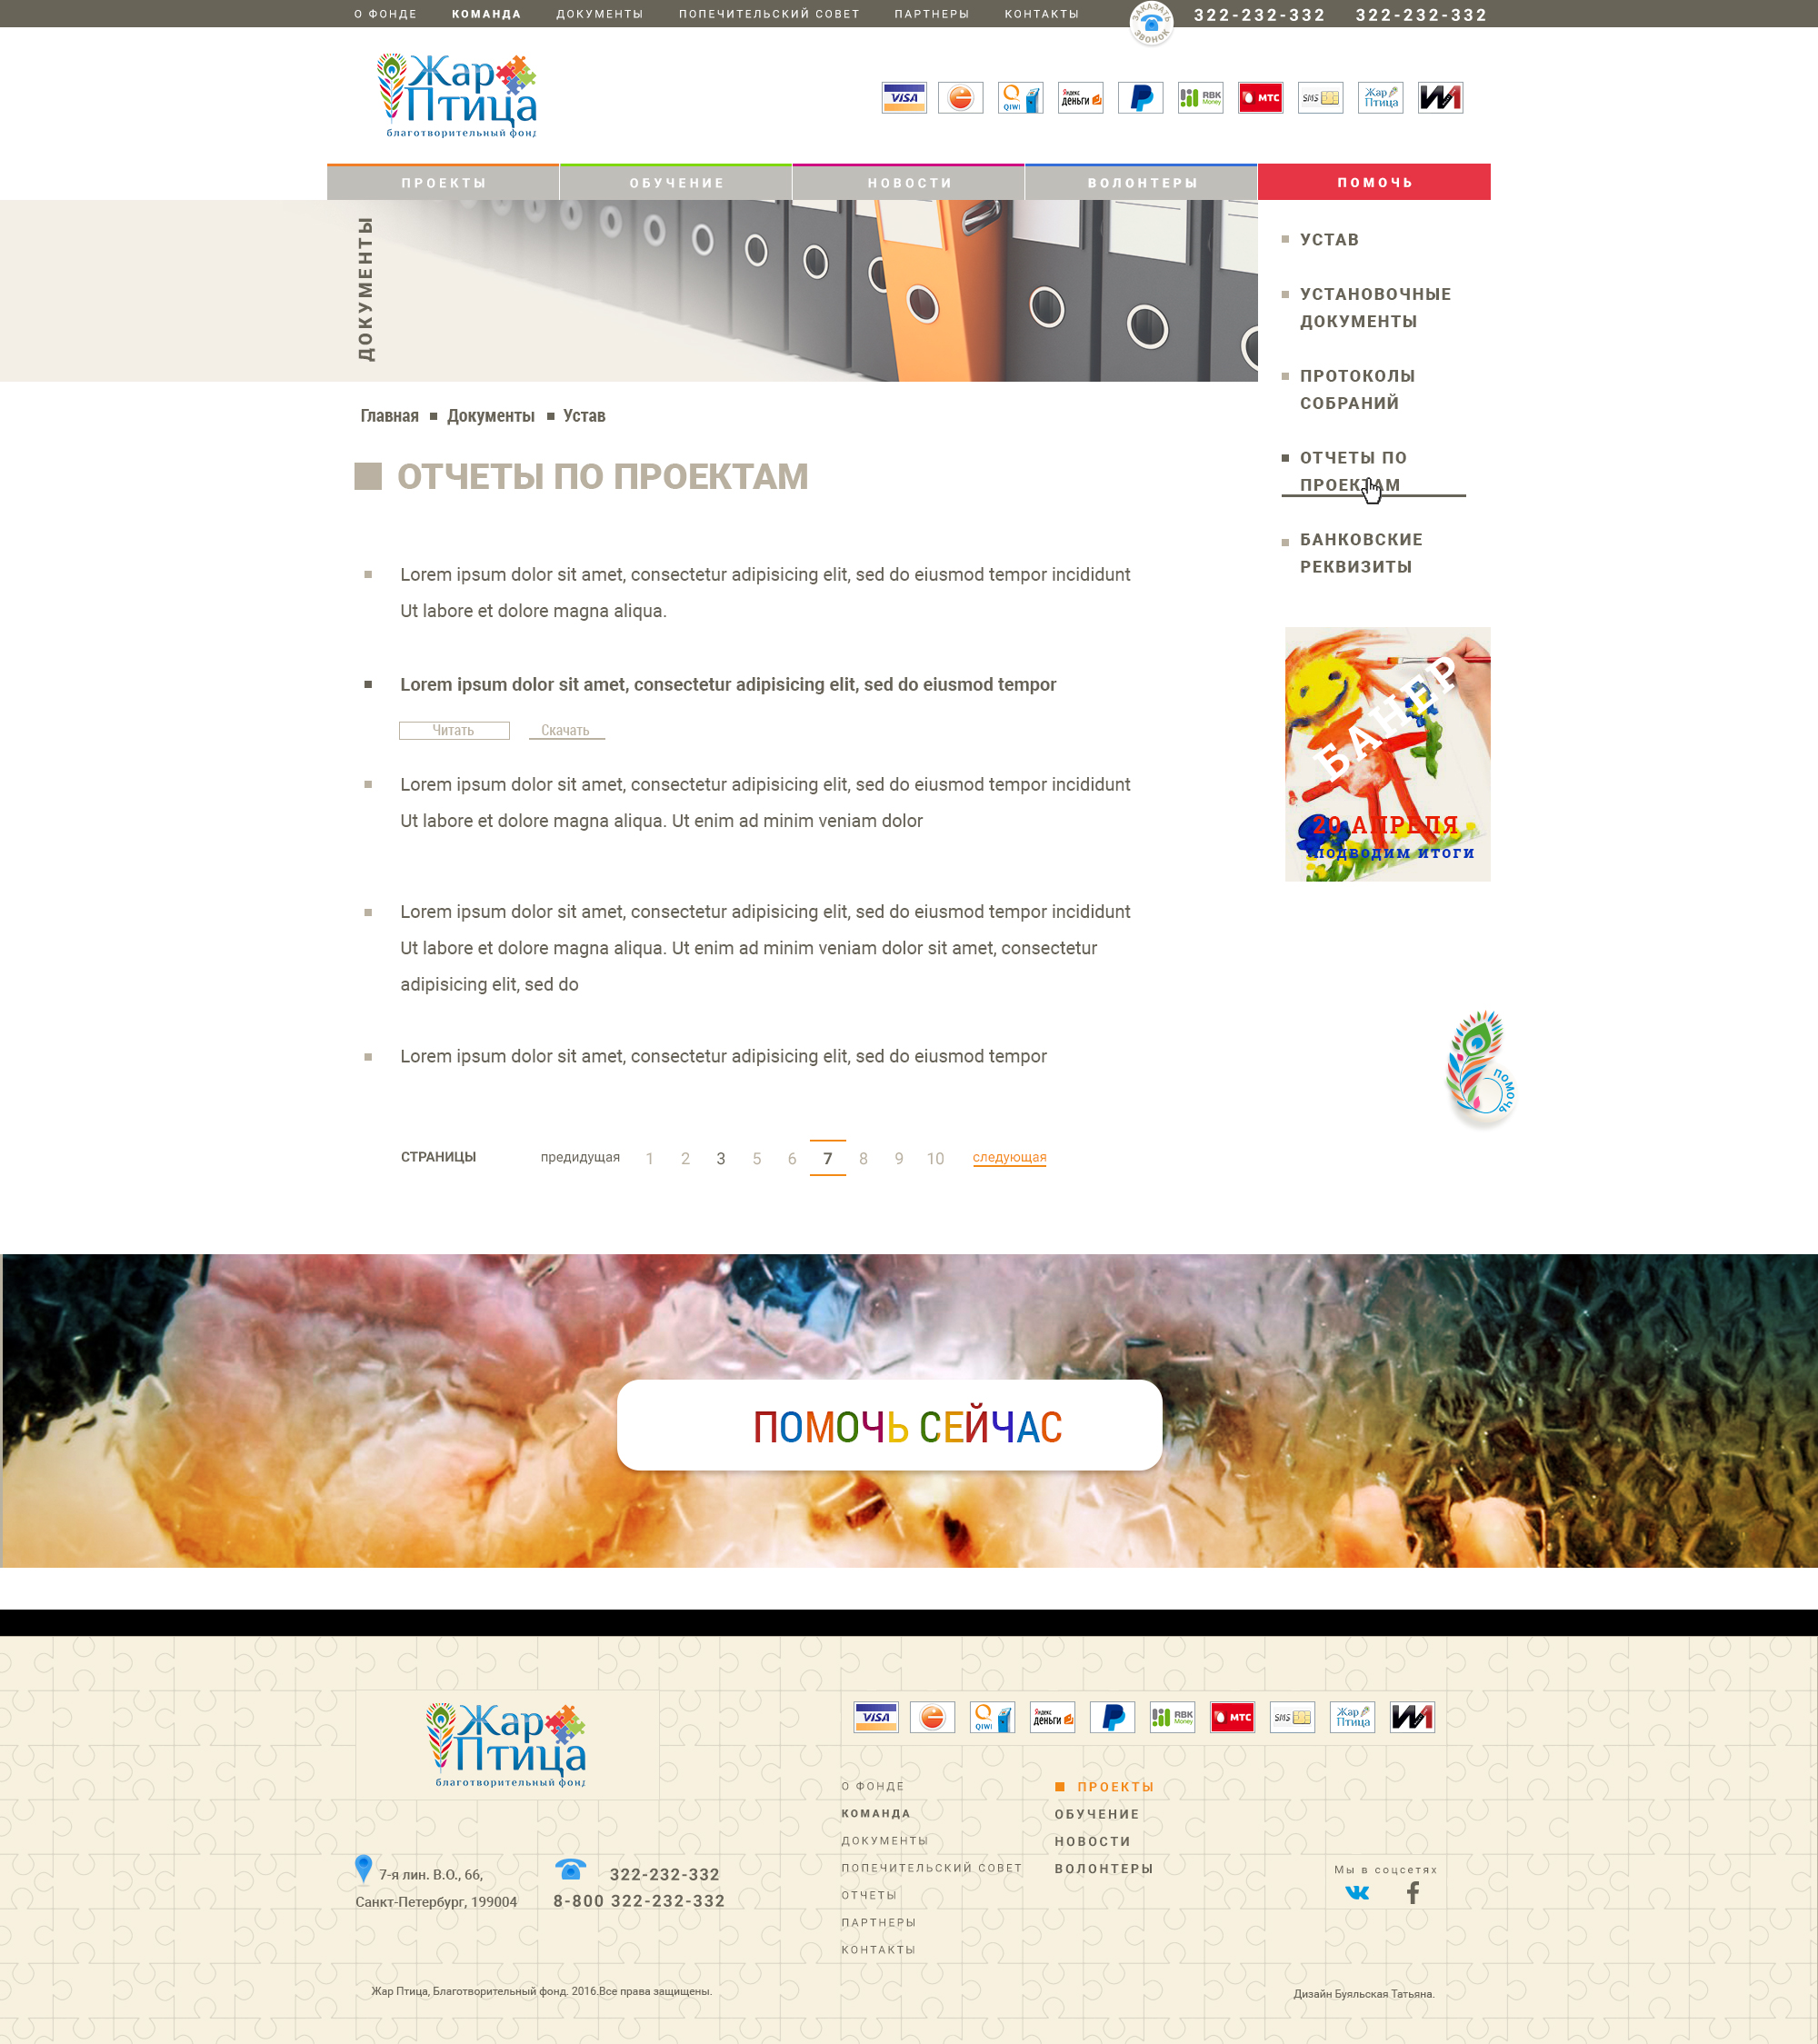 О ФОНДЕ КОМАНДА ДОКУМЕНТЫ ПОПЕЧИТЕЛЬСКИЙ СОВЕТ ПАРТНЕРЫ КОНТАКТЫ
ЗАКАЗАТЬ
ЗВОНОК
322-232-332 322-232-332
Жар
Птица
благотворительный фонд
VISA
QIWI
Яндекс
деньги
RBK
Money
МТС
SMS
Жар
Птица
ПРОЕКТЫ ОБУЧЕНИЕ НОВОСТИ ВОЛОНТЕРЫ ПОМОЧЬ
ДОКУМЕНТЫ
УСТАВ
УСТАНОВОЧНЫЕ
ДОКУМЕНТЫ
ПРОТОКОЛЫ
СОБРАНИЙ
ОТЧЕТЫ ПО
ПРОЕКТАМ
БАНКОВСКИЕ
РЕКВИЗИТЫ
Главная Документы Устав
ОТЧЕТЫ ПО ПРОЕКТАМ
Lorem ipsum dolor sit amet, consectetur adipisicing elit, sed do eiusmod tempor incididunt
Ut labore et dolore magna aliqua.
Lorem ipsum dolor sit amet, consectetur adipisicing elit, sed do eiusmod tempor
Читать Скачать
Lorem ipsum dolor sit amet, consectetur adipisicing elit, sed do eiusmod tempor incididunt
Ut labore et dolore magna aliqua. Ut enim ad minim veniam dolor
Lorem ipsum dolor sit amet, consectetur adipisicing elit, sed do eiusmod tempor incididunt
Ut labore et dolore magna aliqua. Ut enim ad minim veniam dolor sit amet, consectetur
adipisicing elit, sed do
Lorem ipsum dolor sit amet, consectetur adipisicing elit, sed do eiusmod tempor
БАНЕР
20 АПРЕЛЯ
подводим итоги
ПОМОЧЬ
СТРАНИЦЫ предидущая 1 2 3 5 6 7 8 9 10 следующая
ПОМОЧЬ СЕЙЧАС
Жар
Птица
благотворительный фонд
VISA
QIWI
Яндекс
деньги
RBK
Money
МТС
SMS
Жар
Птица
О ФОНДЕ
КОМАНДА
ДОКУМЕНТЫ
ПОПЕЧИТЕЛЬСКИЙ СОВЕТ
ОТЧЕТЫ
ПАРТНЕРЫ
КОНТАКТЫ
ПРОЕКТЫ
ОБУЧЕНИЕ
НОВОСТИ
ВОЛОНТЕРЫ
7-я лин. В.О., 66,
Санкт-Петербург, 199004
322-232-332
8-800 322-232-332
Мы в соцсетях
Жар Птица, Благотворительный фонд. 2016.Все права защищены.
Дизайн Буяльская Татьяна.